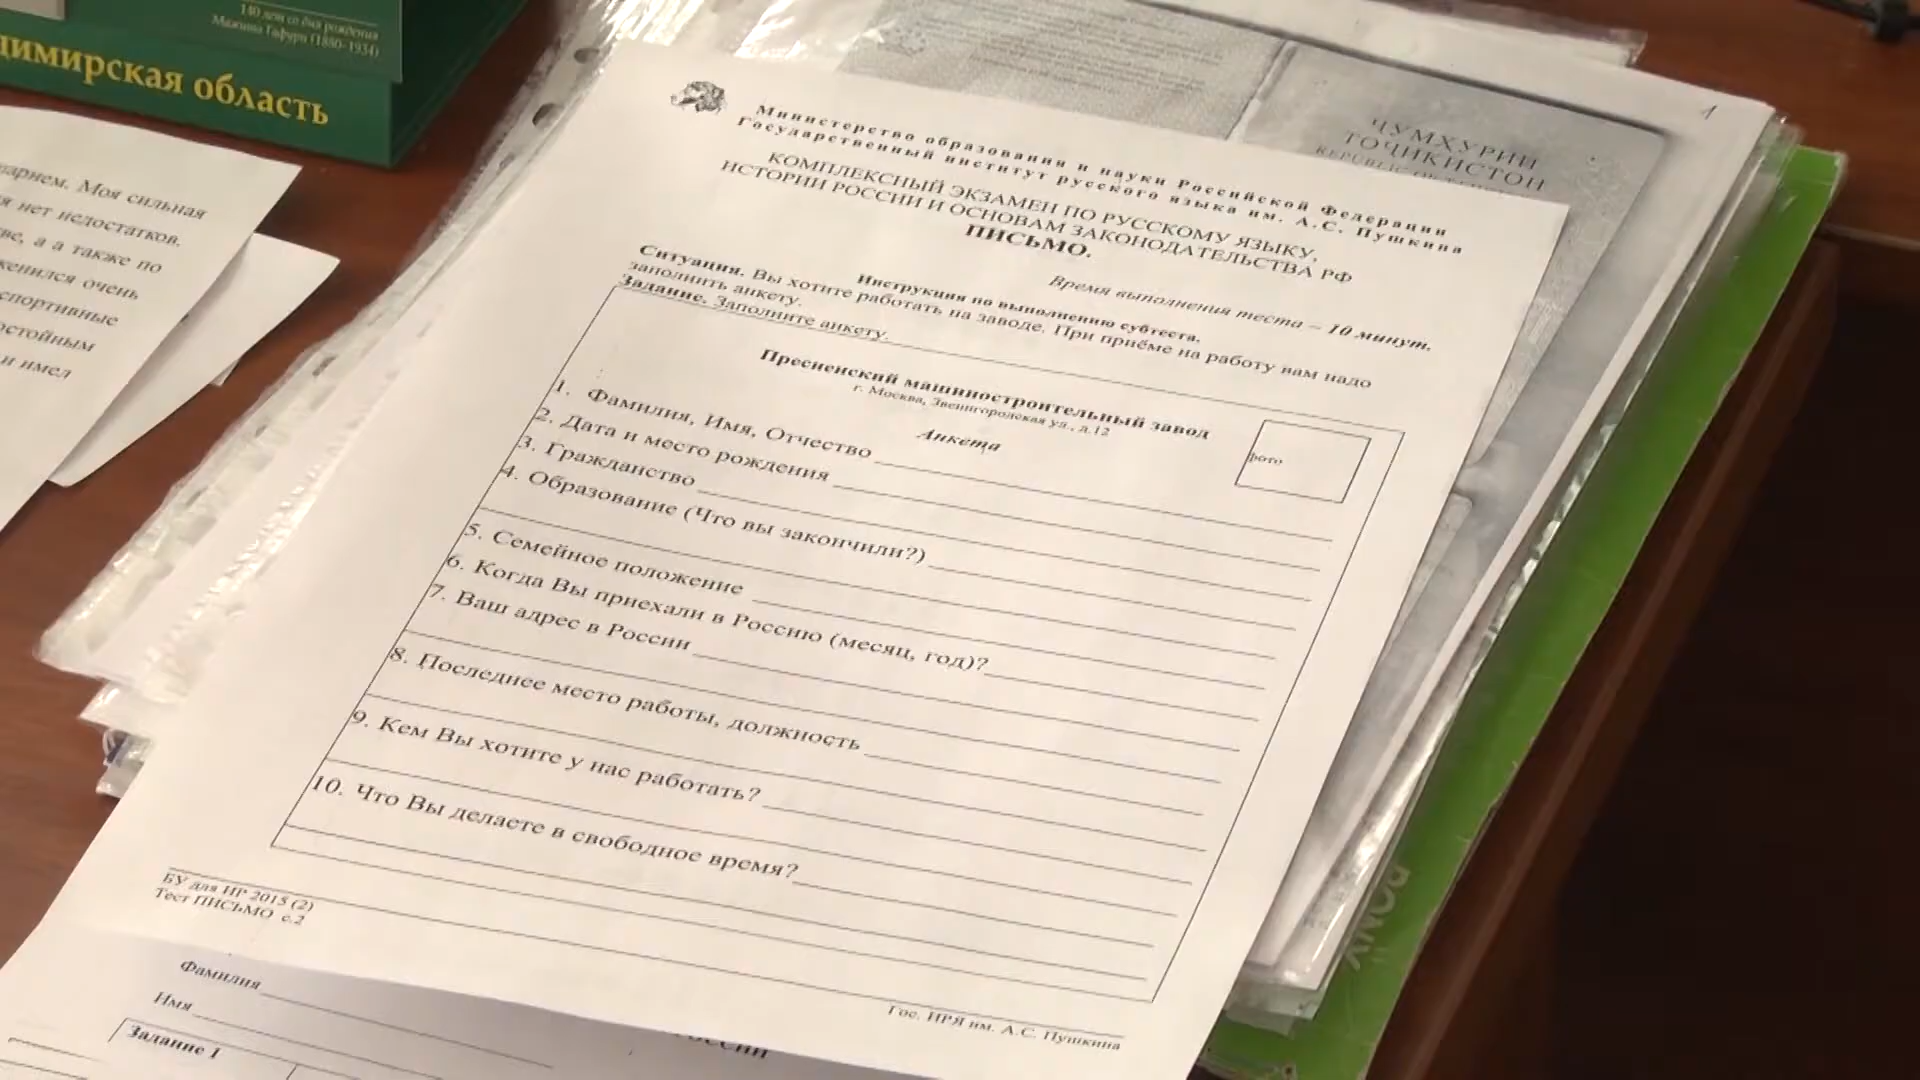 140 лет со дня рождения
Мажита Гафури (1880–1934)
димирская область
парнем. Моя сильная
я нет недостатков.
ве, а а также по
женился очень
спортивные
остойным
и имел
1
ҶУМҲУРИИ
ТОҶИКИСТОН
Министерство образования и науки Российской Федерации
Государственный институт русского языка им. А.С. Пушкина
КОМПЛЕКСНЫЙ ЭКЗАМЕН ПО РУССКОМУ ЯЗЫКУ,
ИСТОРИИ РОССИИ И ОСНОВАМ ЗАКОНОДАТЕЛЬСТВА РФ
ПИСЬМО.
Время выполнения теста – 10 минут.
Инструкция по выполнению субтеста.
Ситуация. Вы хотите работать на заводе. При приёме на работу вам надо
заполнить анкету.
Задание. Заполните анкету.
Пресненский машиностроительный завод
г. Москва, Звенигородская ул., д.12
Анкета
фото
1. Фамилия, Имя, Отчество
2. Дата и место рождения
3. Гражданство
4. Образование (Что вы закончили?)
5. Семейное положение
6. Когда Вы приехали в Россию (месяц, год)?
7. Ваш адрес в России
8. Последнее место работы, должность
9. Кем Вы хотите у нас работать?
10. Что Вы делаете в свободное время?
БУ для ИР 2015 (2)
Тест ПИСЬМО с.2
Гос. ИРЯ им. А.С. Пушкина
Фамилия
Имя
Задание 1